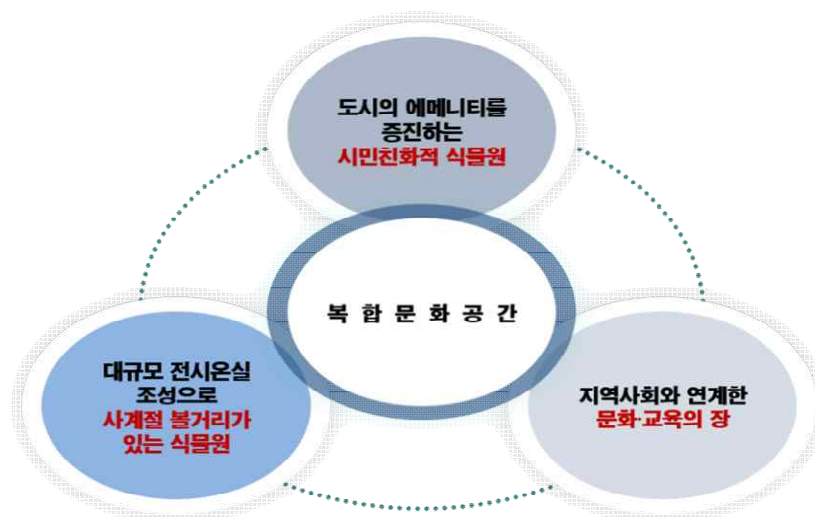 도시의 에메니티를
증진하는
시민친화적 식물원
복 합 문 화 공 간
대규모 전시온실
조성으로
사계절 볼거리가
있는 식물원
지역사회와 연계한
문화·교육의 장